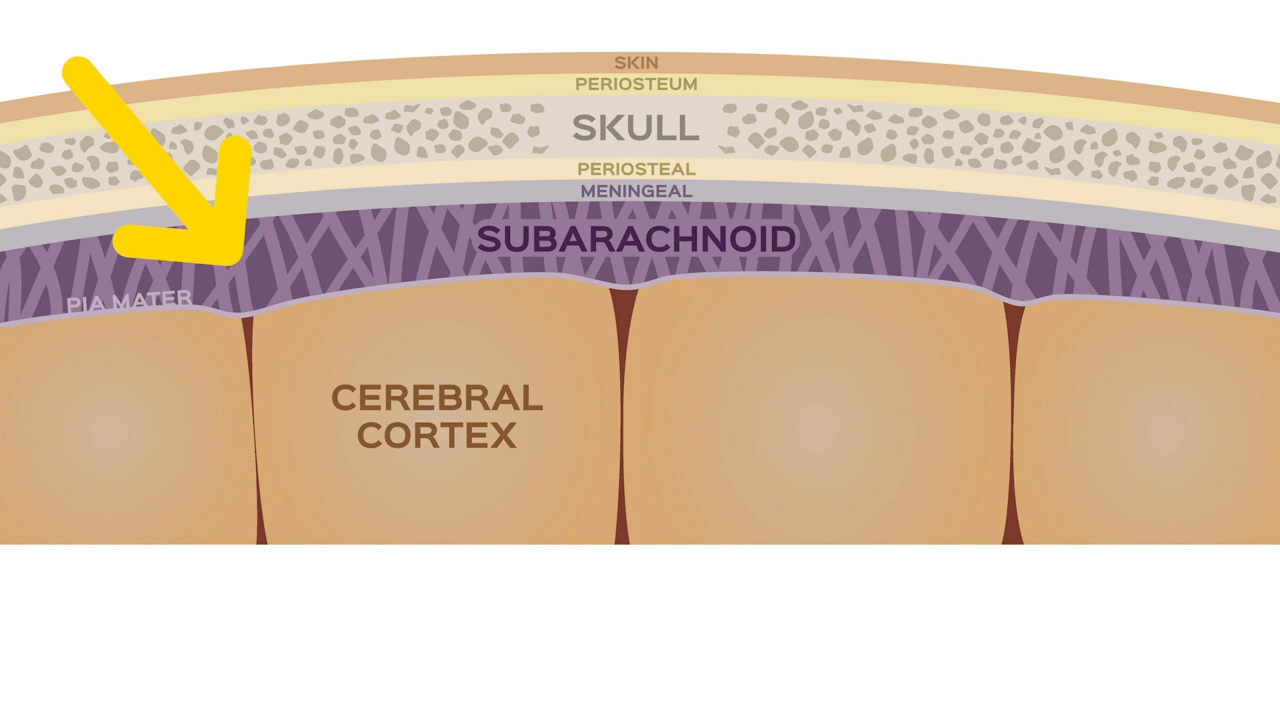 SKIN
PERIOSTEUM
SKULL
PERIOSTEAL
MENINGEAL
SUBARACHNOID
PIA MATER
CEREBRAL
CORTEX